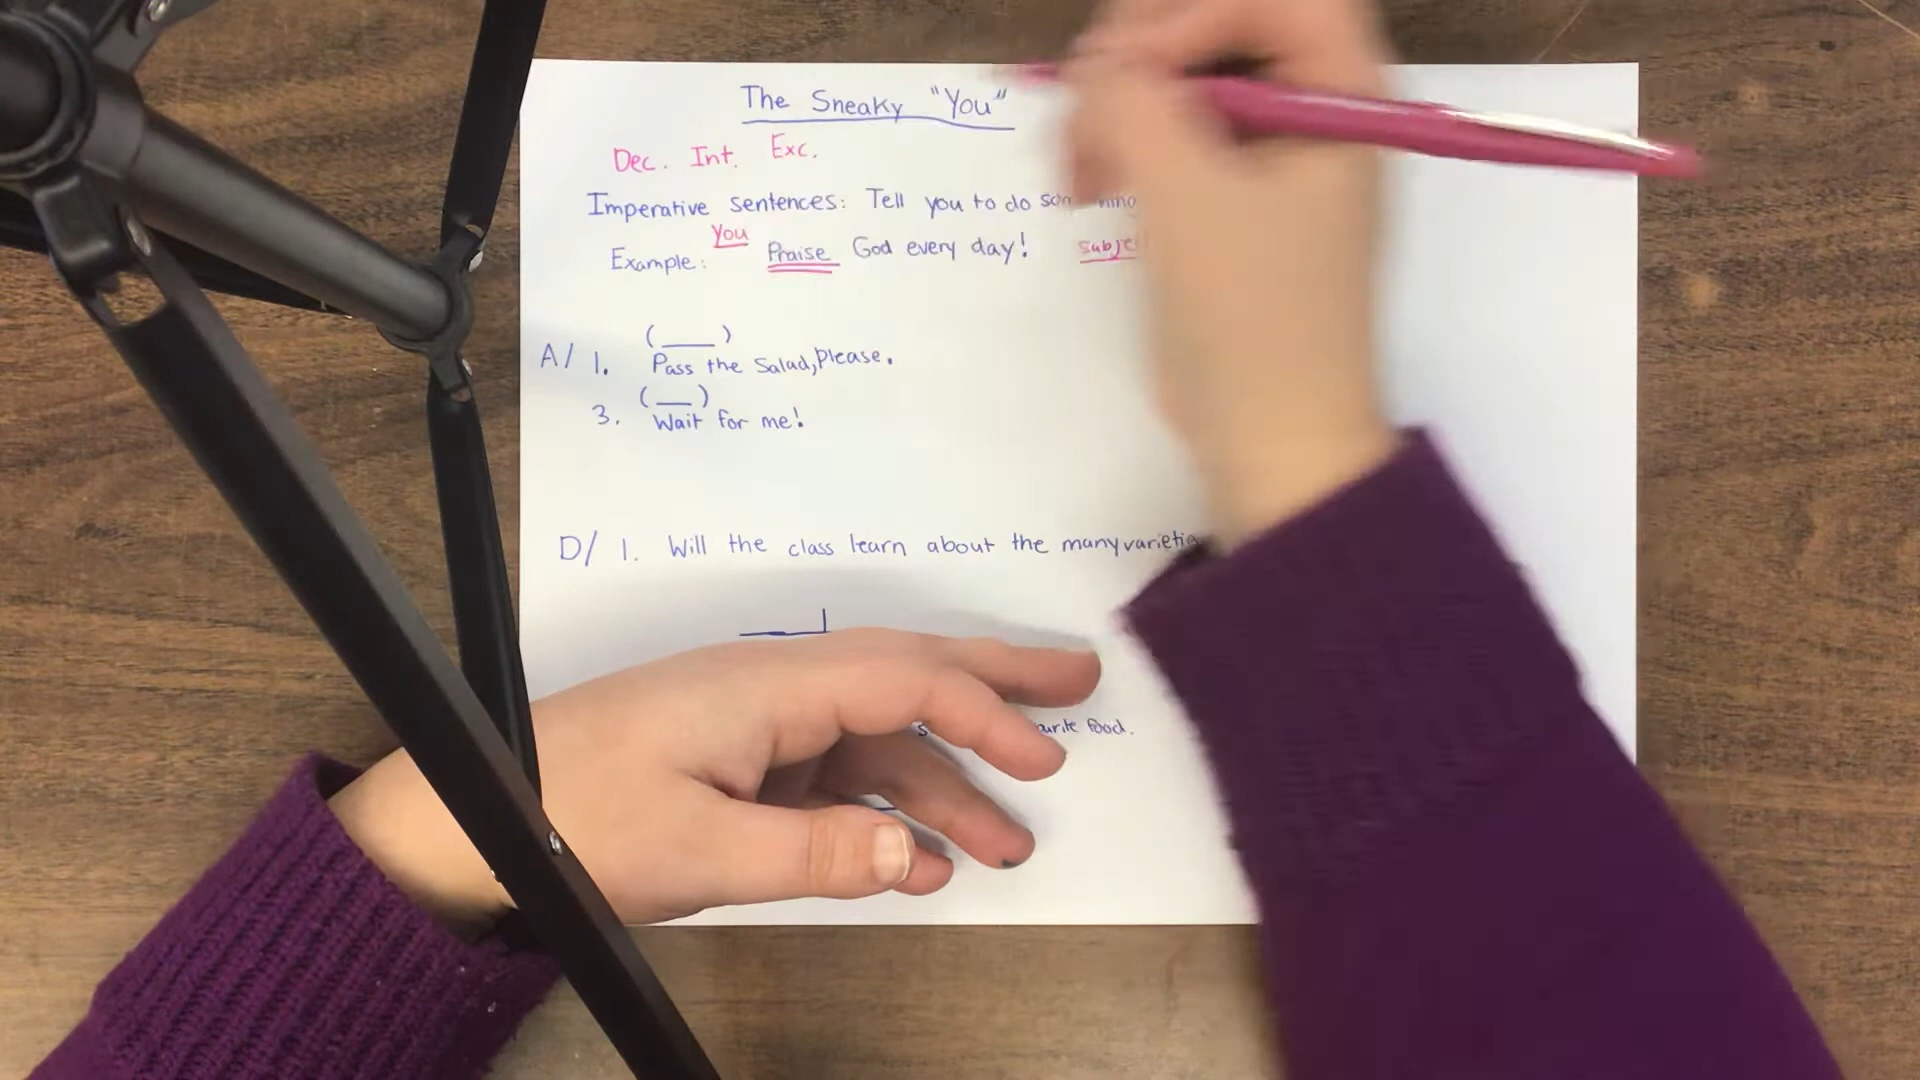 The Sneaky "You"
Dec. Int. Exc.
Imperative sentences: Tell you to do
You
Example: Praise God every day!
(____)
A/ 1. Pass the Salad, Please.
(___)
3. Wait for me!
D/ 1. Will the class learn about the many
food.